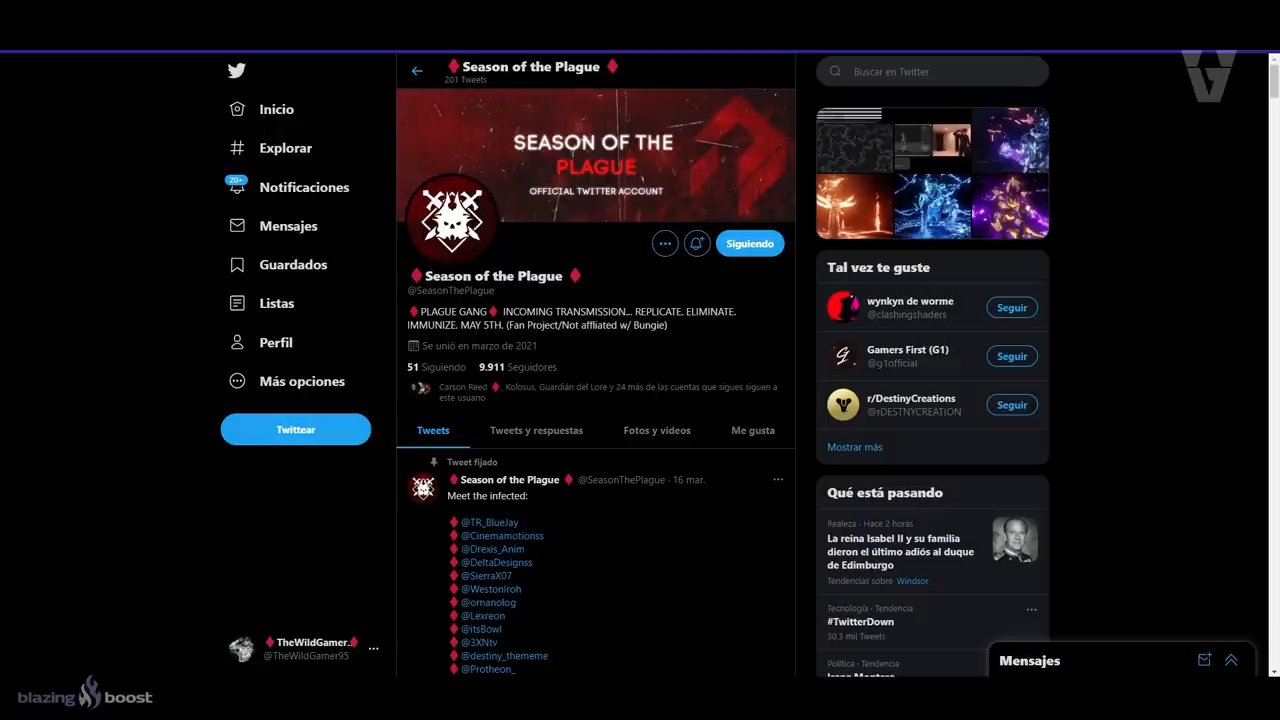 Inicio
Explorar
20+
Notificaciones
Mensajes
Guardados
Listas
Perfil
Más opciones
Twittear
TheWildGamer..
@TheWildGamer95
Season of the Plague
201 Tweets
SEASON OF THE
PLAGUE
OFFICIAL TWITTER ACCOUNT
Siguiendo
Season of the Plague
@SeasonThePlague
PLAGUE GANG INCOMING TRANSMISSION... REPLICATE. ELIMINATE.
IMMUNIZE. MAY 5TH. (Fan Project/Not affliated w/ Bungie)
Se unió en marzo de 2021
51 Siguiendo 9.911 Seguidores
Carson Reed , Kolosus, Guardián del Lore y 24 más de las cuentas que sigues siguen a
este usuario
Tweets Tweets y respuestas Fotos y videos Me gusta
Tweet fijado
Season of the Plague @SeasonThePlague · 16 mar.
Meet the infected:
@TR_BlueJay
@Cinemamotionss
@Drexis_Anim
@DeltaDesignss
@SierraX07
@WestonIroh
@ornanolog
@Lexreon
@itsBowl
@3XNtv
@destiny_thememe
@Protheon_
Buscar en Twitter
Tal vez te guste
wynkyn de worme
@clashingshaders
Seguir
Gamers First (G1)
@g1official
Seguir
r/DestinyCreations
@rDESTNYCREATION
Seguir
Mostrar más
Qué está pasando
Realeza · Hace 2 horas
La reina Isabel II y su familia
dieron el último adiós al duque
de Edimburgo
Tendencias sobre Windsor
Tecnología · Tendencia
#TwitterDown
30,3 mil Tweets
Política · Tendencia
Irene Montero
Mensajes
blazing boost